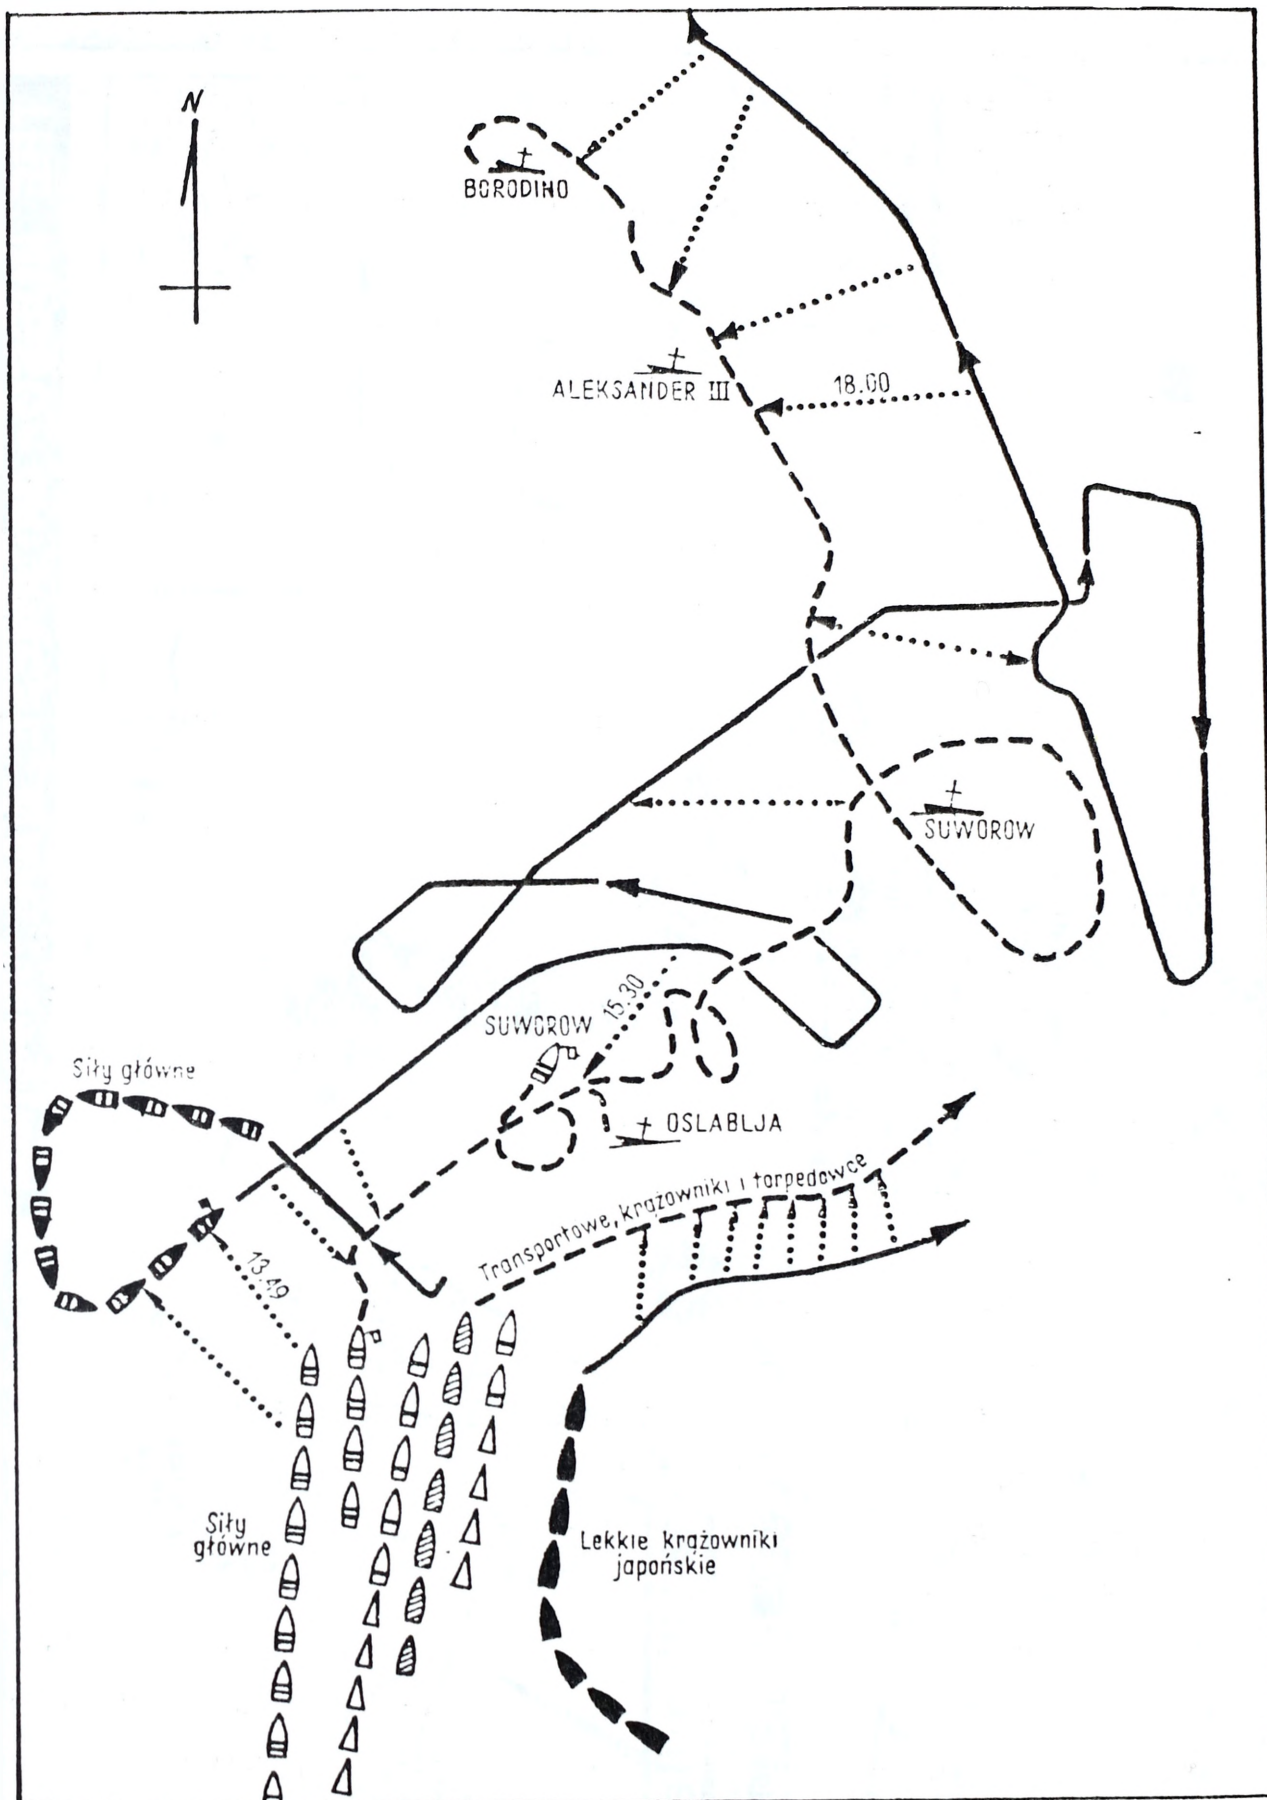 N
BORODINO
ALEKSANDER III
18.00
SUWOROW
15.30
SUWOROW
Siły główne
OSLABLJA
Transportowe, krążowniki i torpedowce
13.49
Siły
główne
Lekkie krążowniki
japońskie